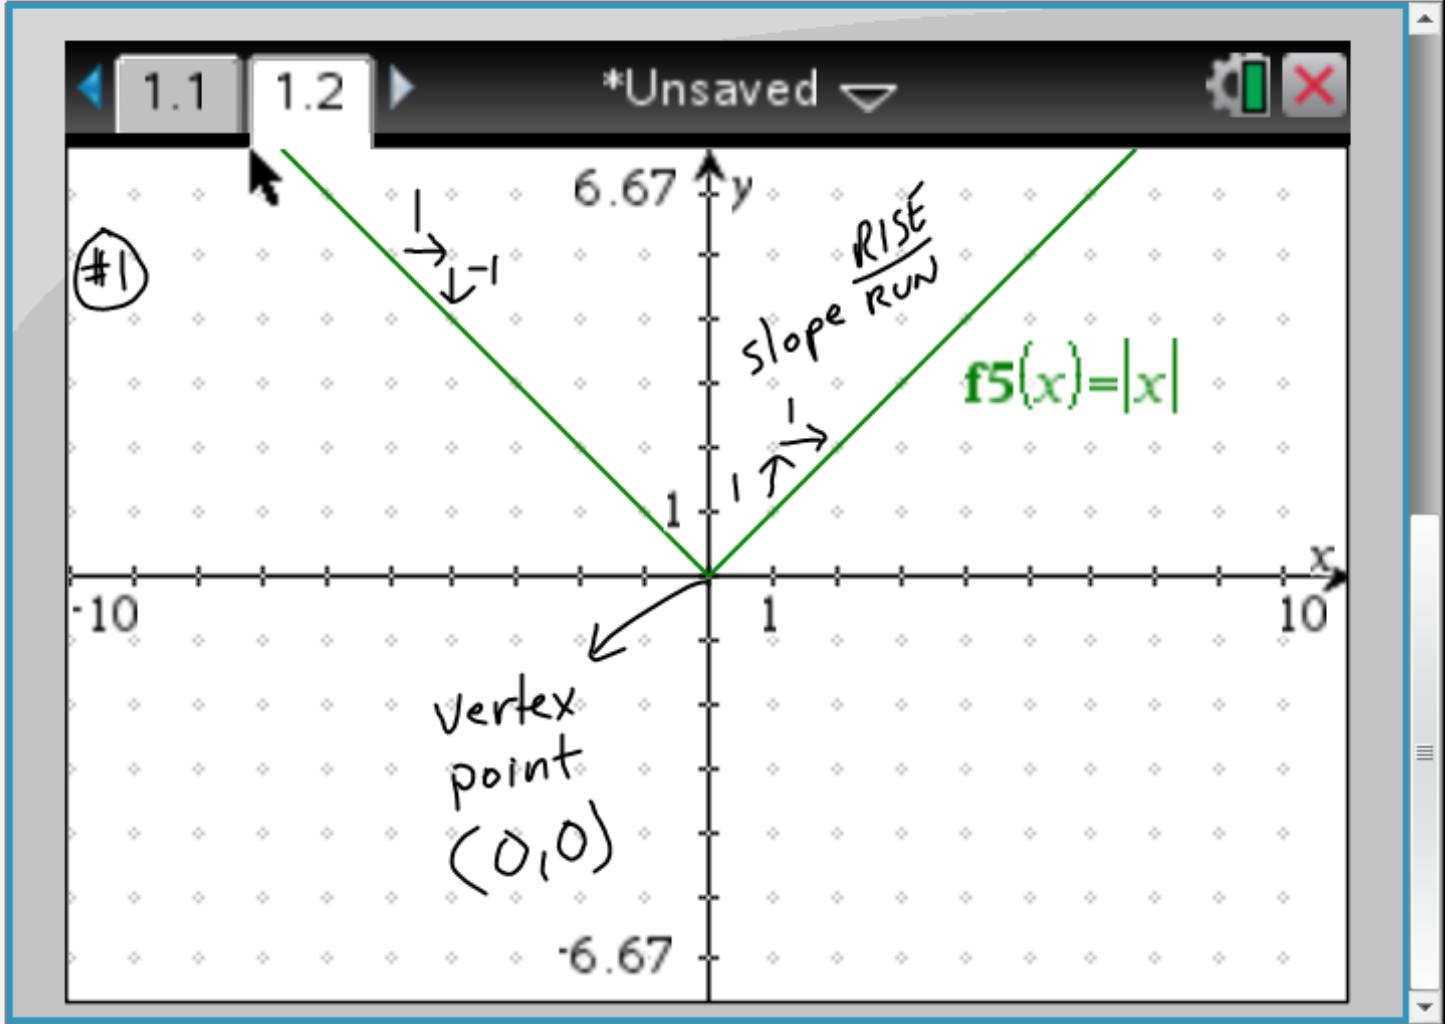 1.1
1.2
*Unsaved
6.67
y
#1
1
-1
RISE
RUN
slope
f5(x)=|x|
1
1
1
x
-10
1
10
vertex
point
(0,0)
-6.67